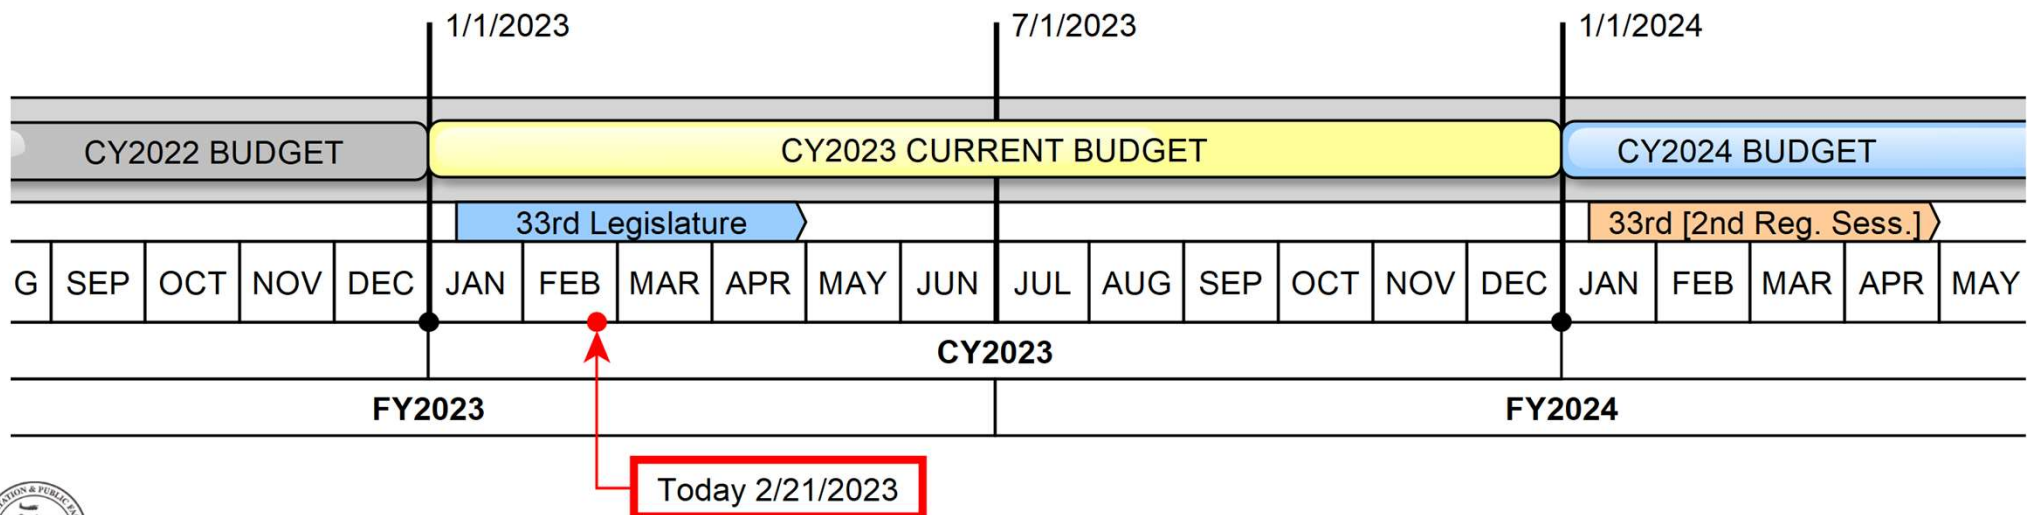 1/1/2023 7/1/2023 1/1/2024
CY2022 BUDGET CY2023 CURRENT BUDGET CY2024 BUDGET
33rd Legislature 33rd [2nd Reg. Sess.]
G SEP OCT NOV DEC JAN FEB MAR APR MAY JUN JUL AUG SEP OCT NOV DEC JAN FEB MAR APR MAY
CY2023
FY2023 FY2024
Today 2/21/2023